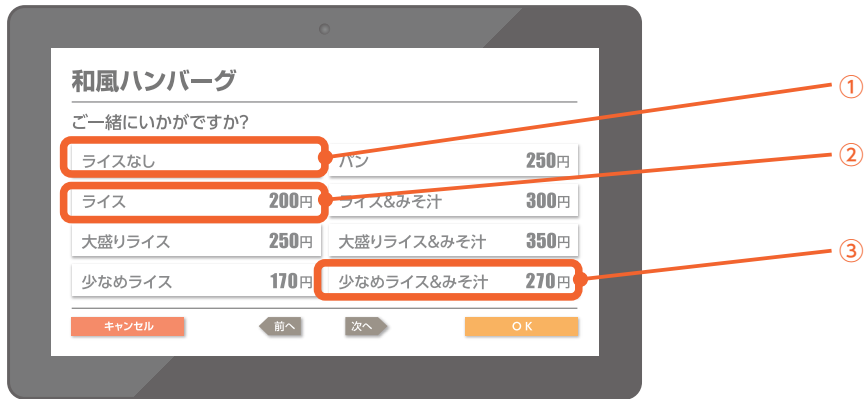 和風ハンバーグ
ご一緒にいかがですか?
ライスなし
パン 250円
ライス 200円
ライス&みそ汁 300円
大盛りライス 250円
大盛りライス&みそ汁 350円
少なめライス 170円
少なめライス&みそ汁 270円
キャンセル
前へ
次へ
OK
①
②
③